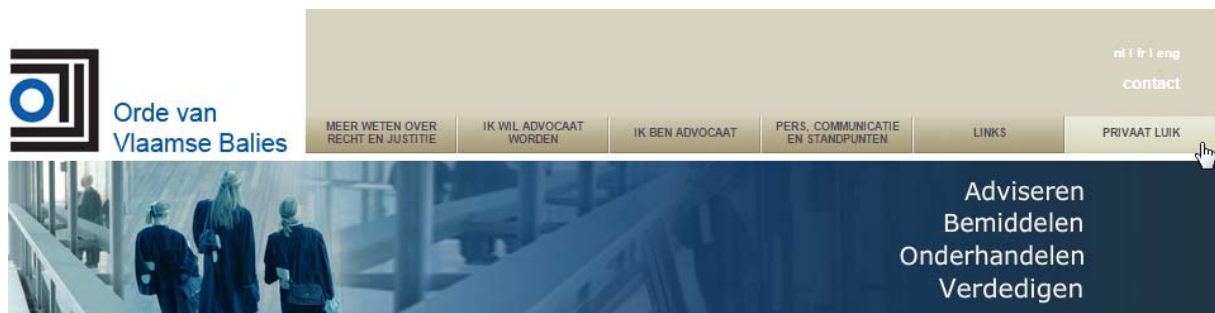 nl I fr I eng
contact
Orde van
Vlaamse Balies
MEER WETEN OVER
RECHT EN JUSTITIE
IK WIL ADVOCAAT
WORDEN
IK BEN ADVOCAAT
PERS, COMMUNICATIE
EN STANDPUNTEN
LINKS
PRIVAAT LUIK
Adviseren
Bemiddelen
Onderhandelen
Verdedigen